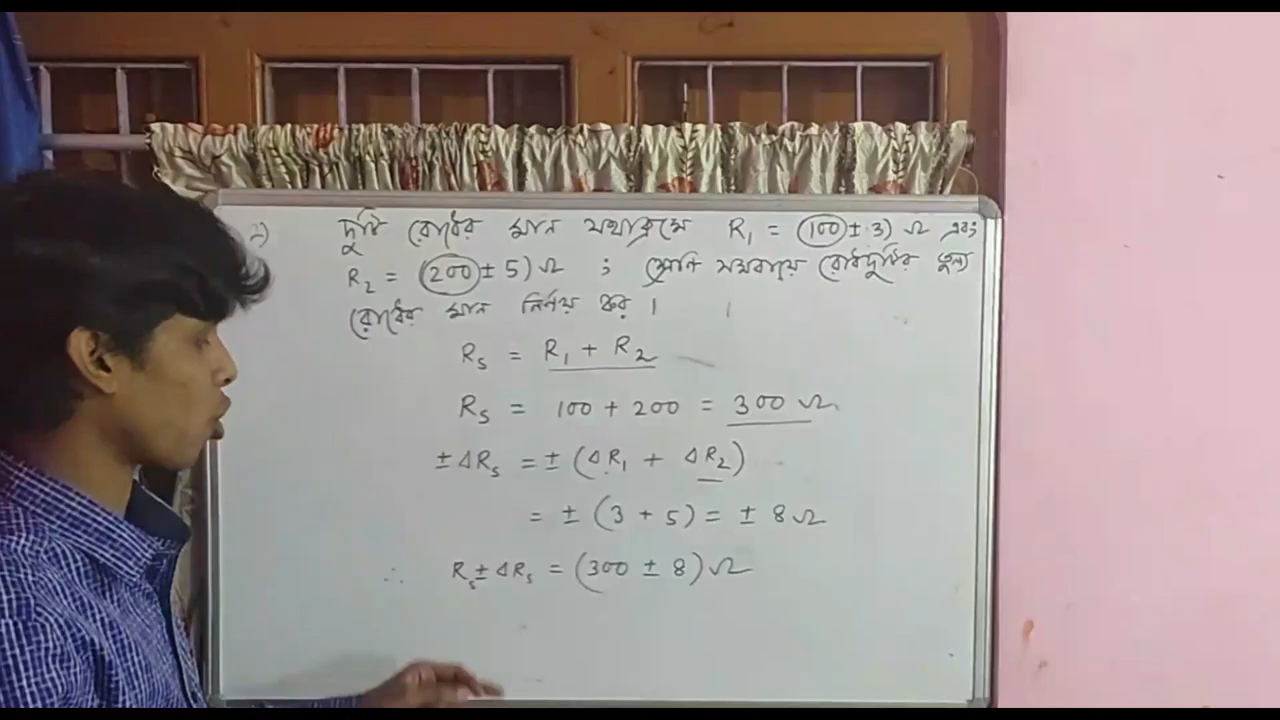 ২) দুটি রোধের মান যথাক্রমে R₁ = (100 ± 3) Ω এবং
R₂ = (200 ± 5) Ω ; শ্রেণি সমবায়ে রোধদুটির তুল্য
রোধের মান নির্ণয় কর ।
Rₛ = R₁ + R₂
Rₛ = 100 + 200 = 300 Ω
± ΔRₛ = ± (ΔR₁ + ΔR₂)
= ± (3 + 5) = ± 8 Ω
∴ Rₛ ± ΔRₛ = (300 ± 8) Ω